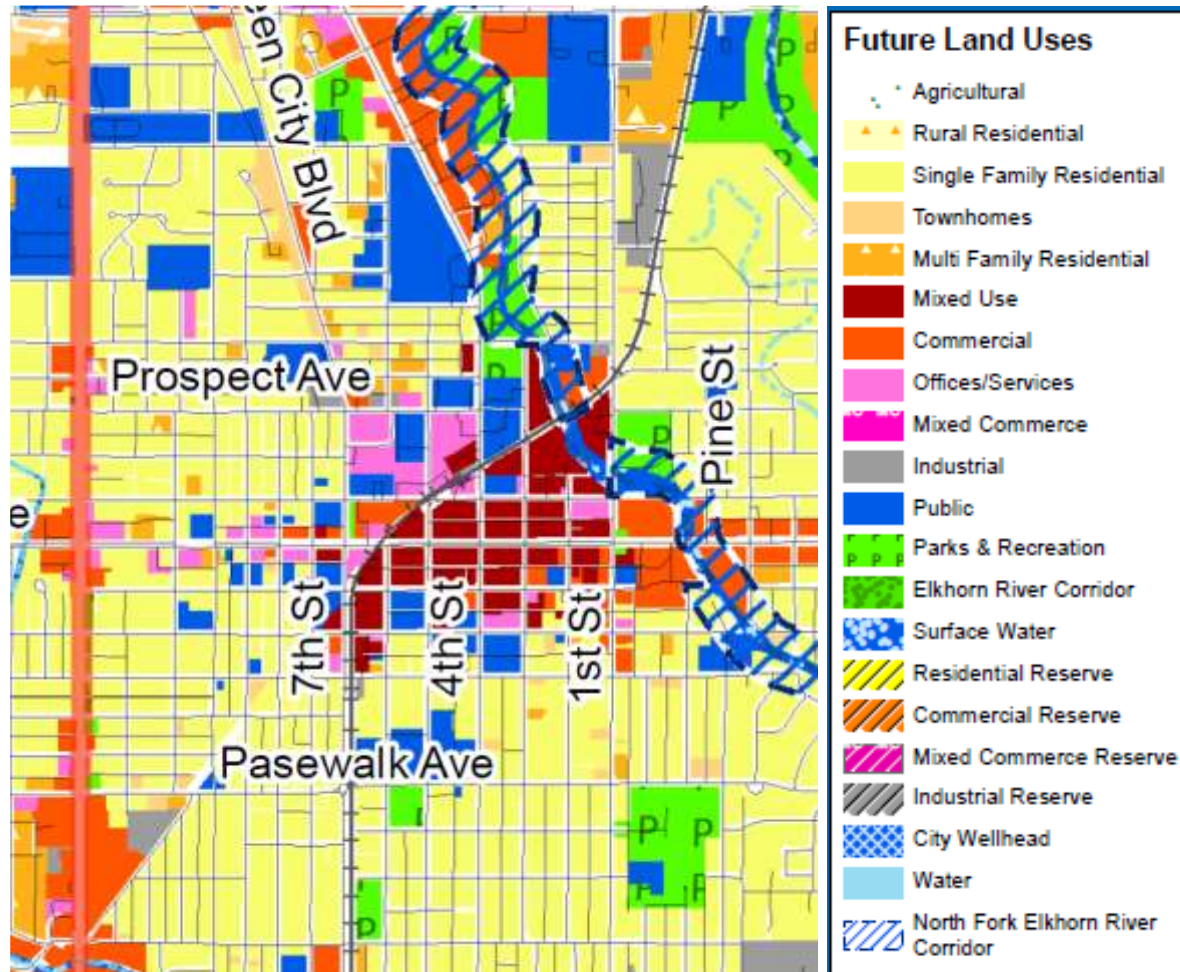 een City Blvd
Prospect Ave
Pine St
7th St
4th St
1st St
Pasewalk Ave
e
P
P
P
P
P
P
P
P
P
P
P
P
Future Land Uses
Agricultural
Rural Residential
Single Family Residential
Townhomes
Multi Family Residential
Mixed Use
Commercial
Offices/Services
Mixed Commerce
Industrial
Public
Parks & Recreation
Elkhorn River Corridor
Surface Water
Residential Reserve
Commercial Reserve
Mixed Commerce Reserve
Industrial Reserve
City Wellhead
Water
North Fork Elkhorn River
Corridor